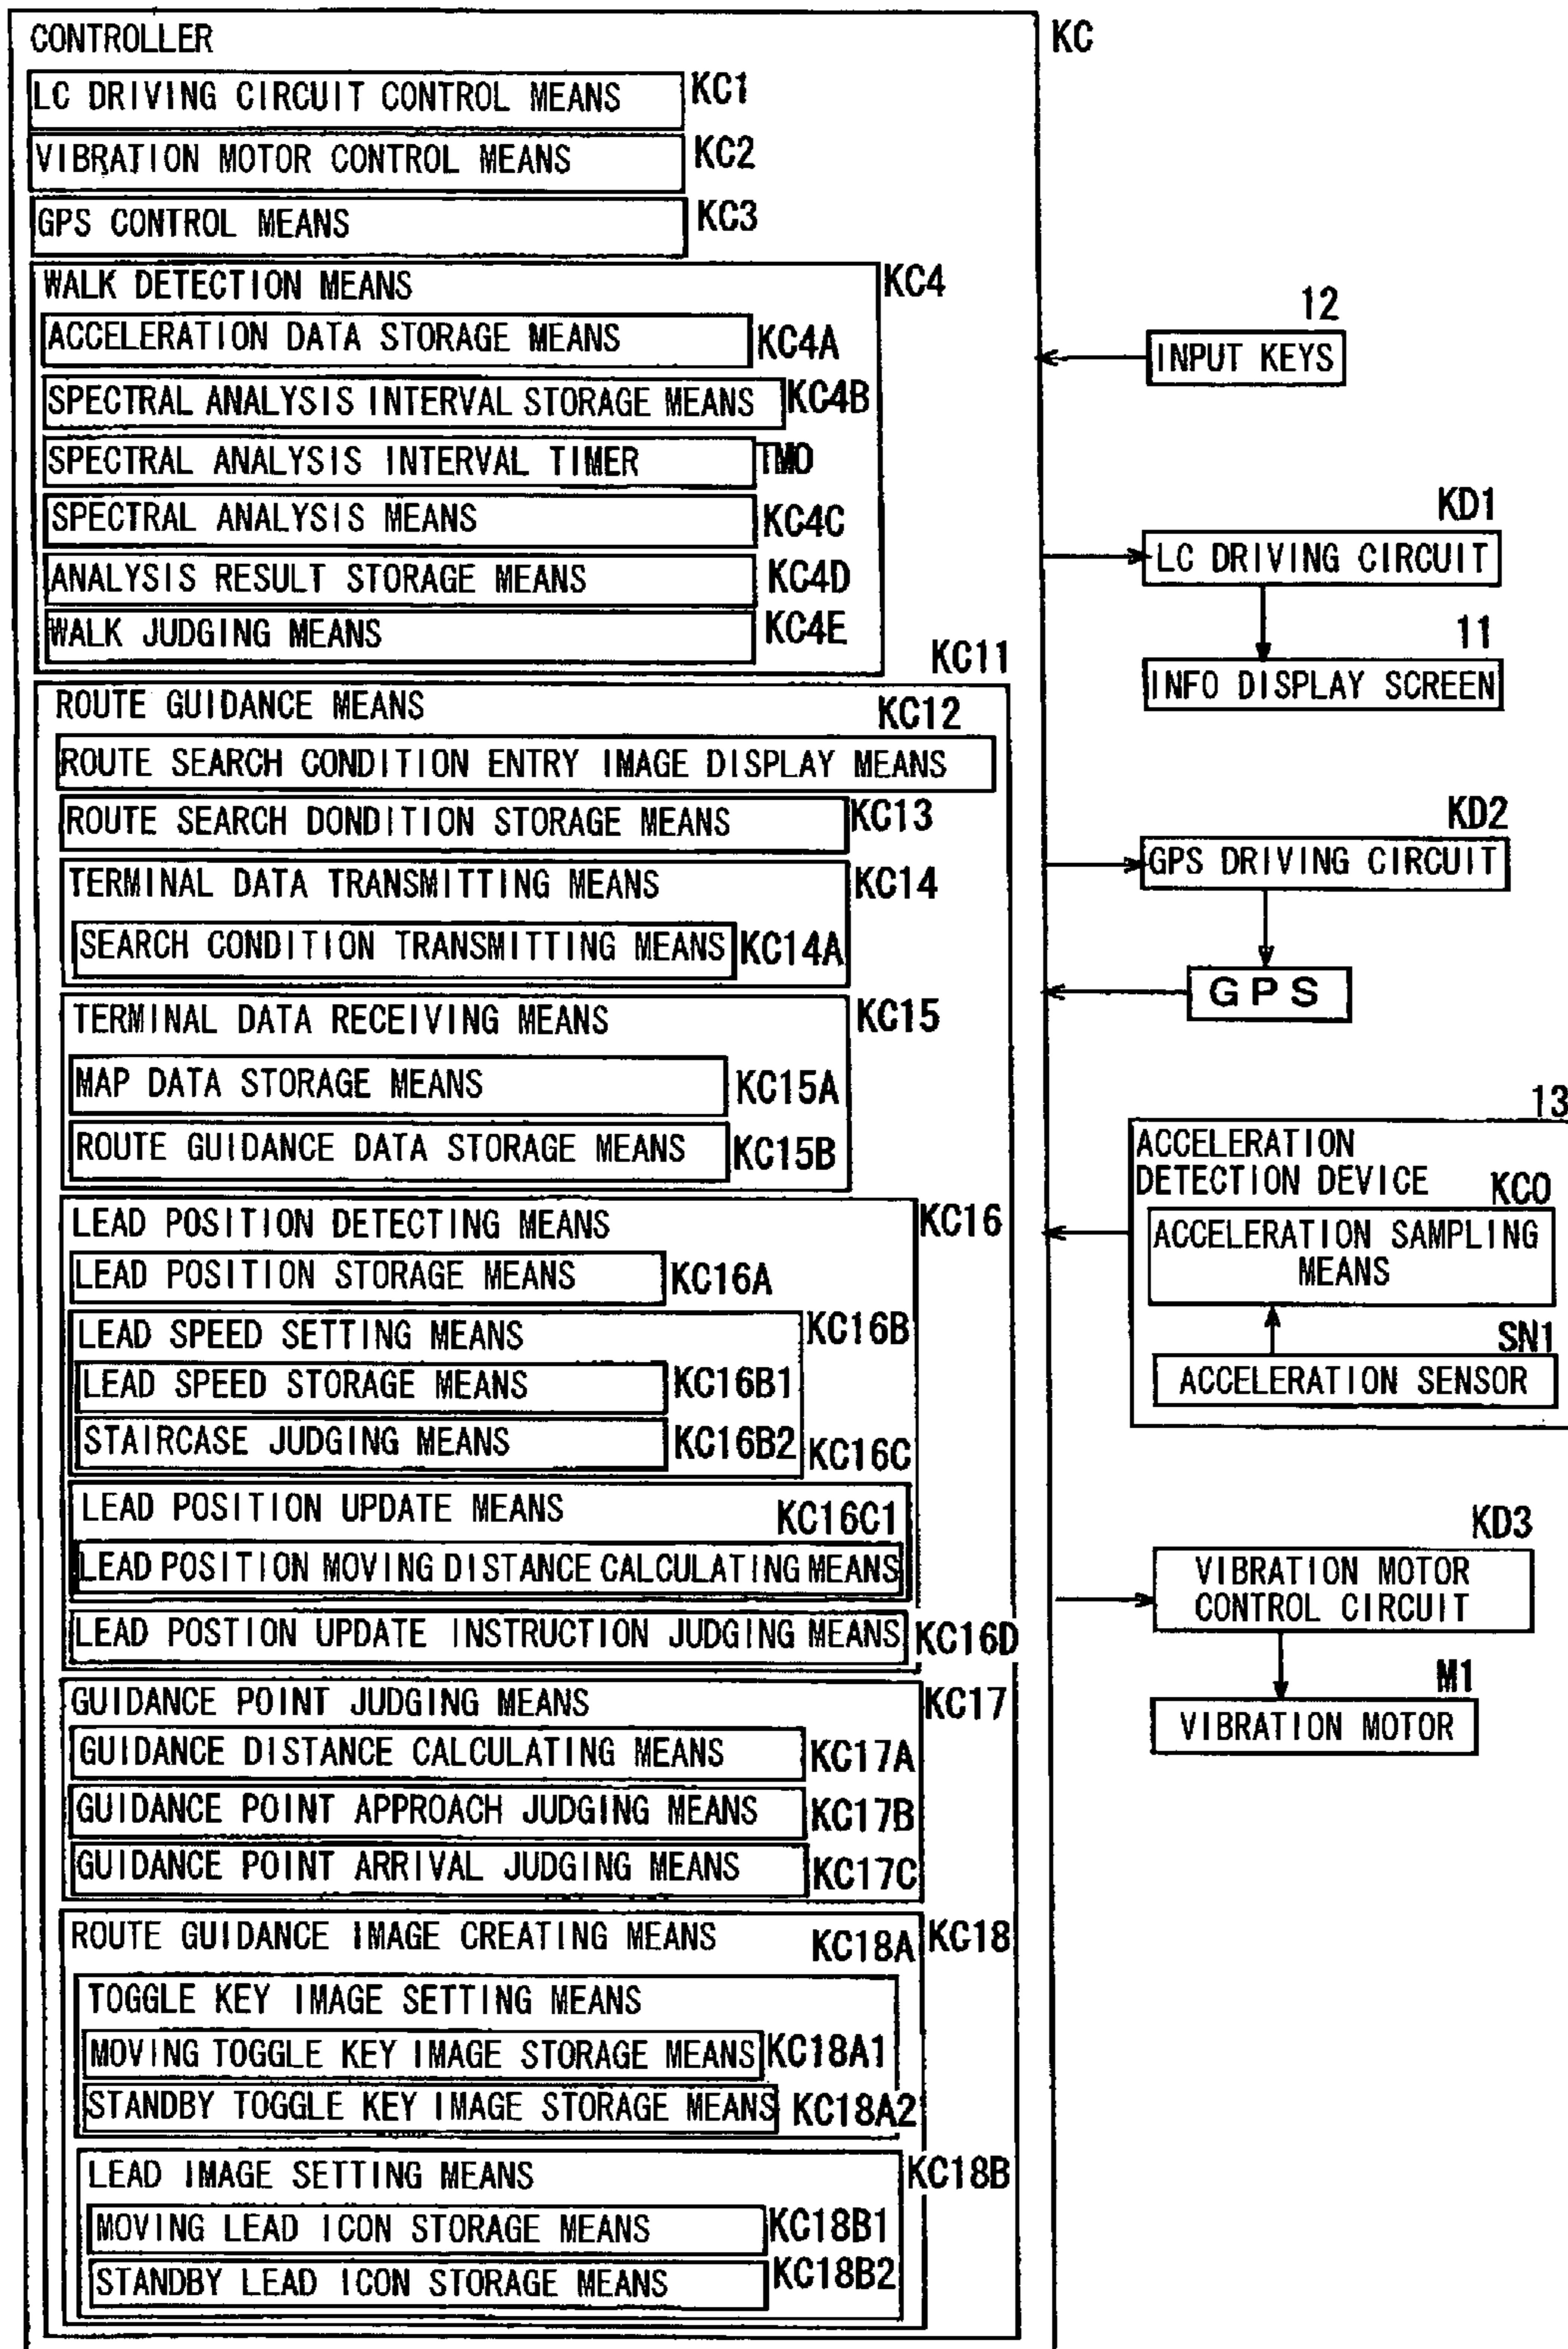 CONTROLLER KC
LC DRIVING CIRCUIT CONTROL MEANS KC1
VIBRATION MOTOR CONTROL MEANS KC2
GPS CONTROL MEANS KC3
WALK DETECTION MEANS KC4
ACCELERATION DATA STORAGE MEANS KC4A
SPECTRAL ANALYSIS INTERVAL STORAGE MEANS KC4B
SPECTRAL ANALYSIS INTERVAL TIMER TM0
SPECTRAL ANALYSIS MEANS KC4C
ANALYSIS RESULT STORAGE MEANS KC4D
WALK JUDGING MEANS KC4E
KC11
ROUTE GUIDANCE MEANS KC12
ROUTE SEARCH CONDITION ENTRY IMAGE DISPLAY MEANS
ROUTE SEARCH DONDITION STORAGE MEANS KC13
TERMINAL DATA TRANSMITTING MEANS KC14
SEARCH CONDITION TRANSMITTING MEANS KC14A
TERMINAL DATA RECEIVING MEANS KC15
MAP DATA STORAGE MEANS KC15A
ROUTE GUIDANCE DATA STORAGE MEANS KC15B
LEAD POSITION DETECTING MEANS KC16
LEAD POSITION STORAGE MEANS KC16A
LEAD SPEED SETTING MEANS KC16B
LEAD SPEED STORAGE MEANS KC16B1
STAIRCASE JUDGING MEANS KC16B2
KC16C
LEAD POSITION UPDATE MEANS KC16C1
LEAD POSITION MOVING DISTANCE CALCULATING MEANS
LEAD POSTION UPDATE INSTRUCTION JUDGING MEANS KC16D
GUIDANCE POINT JUDGING MEANS KC17
GUIDANCE DISTANCE CALCULATING MEANS KC17A
GUIDANCE POINT APPROACH JUDGING MEANS KC17B
GUIDANCE POINT ARRIVAL JUDGING MEANS KC17C
ROUTE GUIDANCE IMAGE CREATING MEANS KC18
KC18A
TOGGLE KEY IMAGE SETTING MEANS
MOVING TOGGLE KEY IMAGE STORAGE MEANS KC18A1
STANDBY TOGGLE KEY IMAGE STORAGE MEANS KC18A2
LEAD IMAGE SETTING MEANS KC18B
MOVING LEAD ICON STORAGE MEANS KC18B1
STANDBY LEAD ICON STORAGE MEANS KC18B2
12
INPUT KEYS
KD1
LC DRIVING CIRCUIT
11
INFO DISPLAY SCREEN
KD2
GPS DRIVING CIRCUIT
GPS
13
ACCELERATION
DETECTION DEVICE KC0
ACCELERATION SAMPLING
MEANS
SN1
ACCELERATION SENSOR
KD3
VIBRATION MOTOR
CONTROL CIRCUIT
M1
VIBRATION MOTOR